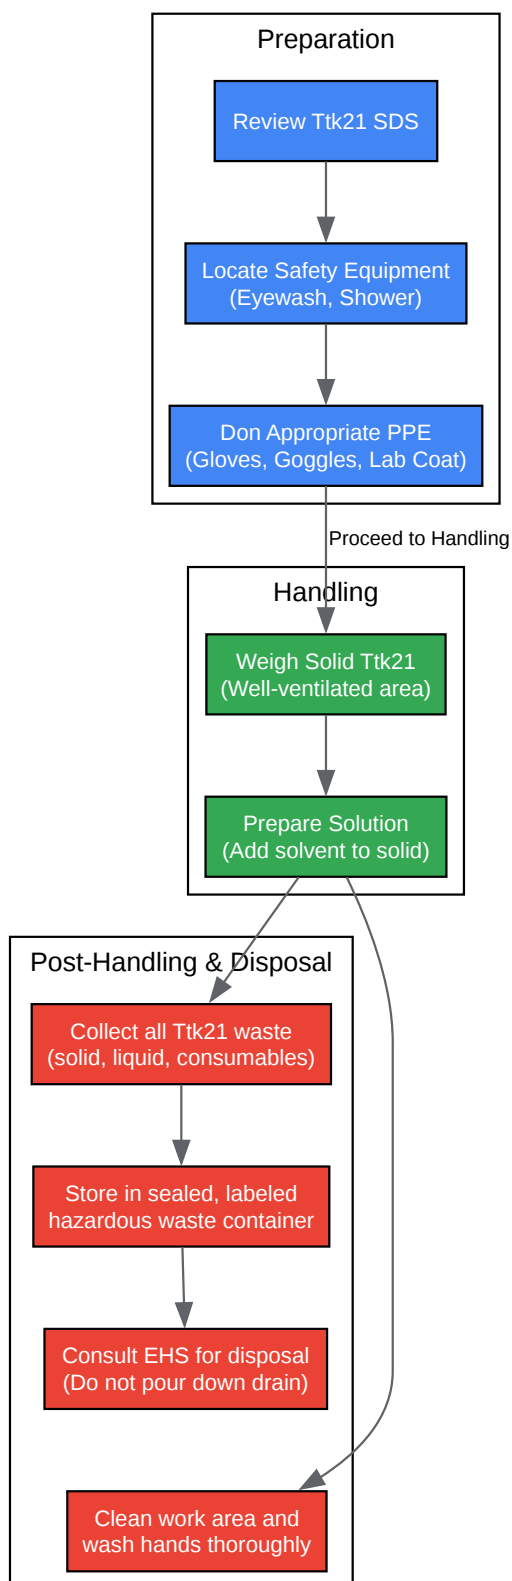 Preparation
Review Ttk21 SDS
Locate Safety Equipment
(Eyewash, Shower)
Don Appropriate PPE
(Gloves, Goggles, Lab Coat)
Proceed to Handling
Handling
Weigh Solid Ttk21
(Well-ventilated area)
Prepare Solution
(Add solvent to solid)
Post-Handling & Disposal
Collect all Ttk21 waste
(solid, liquid, consumables)
Store in sealed, labeled
hazardous waste container
Consult EHS for disposal
(Do not pour down drain)
Clean work area and
wash hands thoroughly